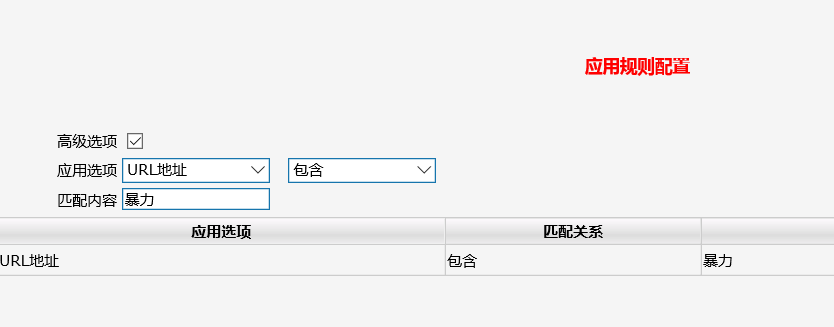 应用规则配置
高级选项
应用选项 URL地址 包含
匹配内容 暴力
应用选项 匹配关系
URL地址 包含 暴力